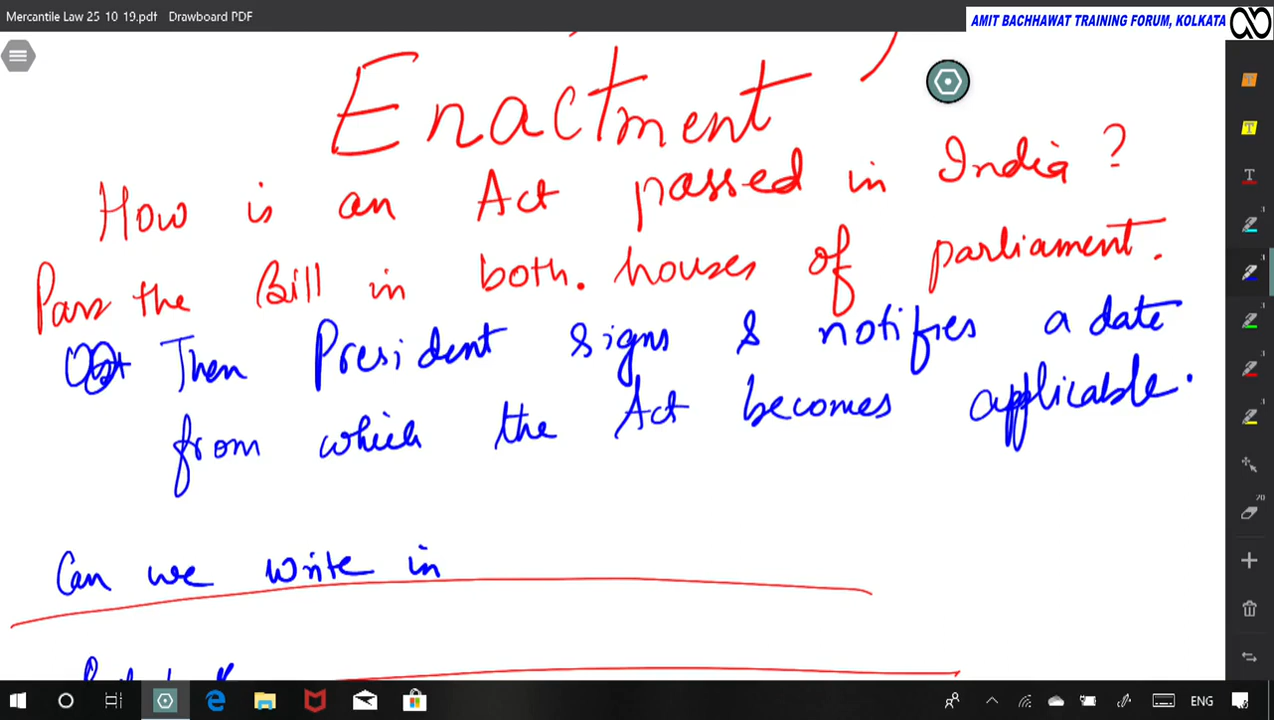 Mercantile Law 25 10 19.pdf Drawboard PDF
AMIT BACHHAWAT TRAINING FORUM, KOLKATA
Enactment
How is an Act passed in India?
Pass the Bill in both. houses of parliament.
Then President signs & notifies a date
from which the Act becomes applicable.
Can we write in
20
ENG